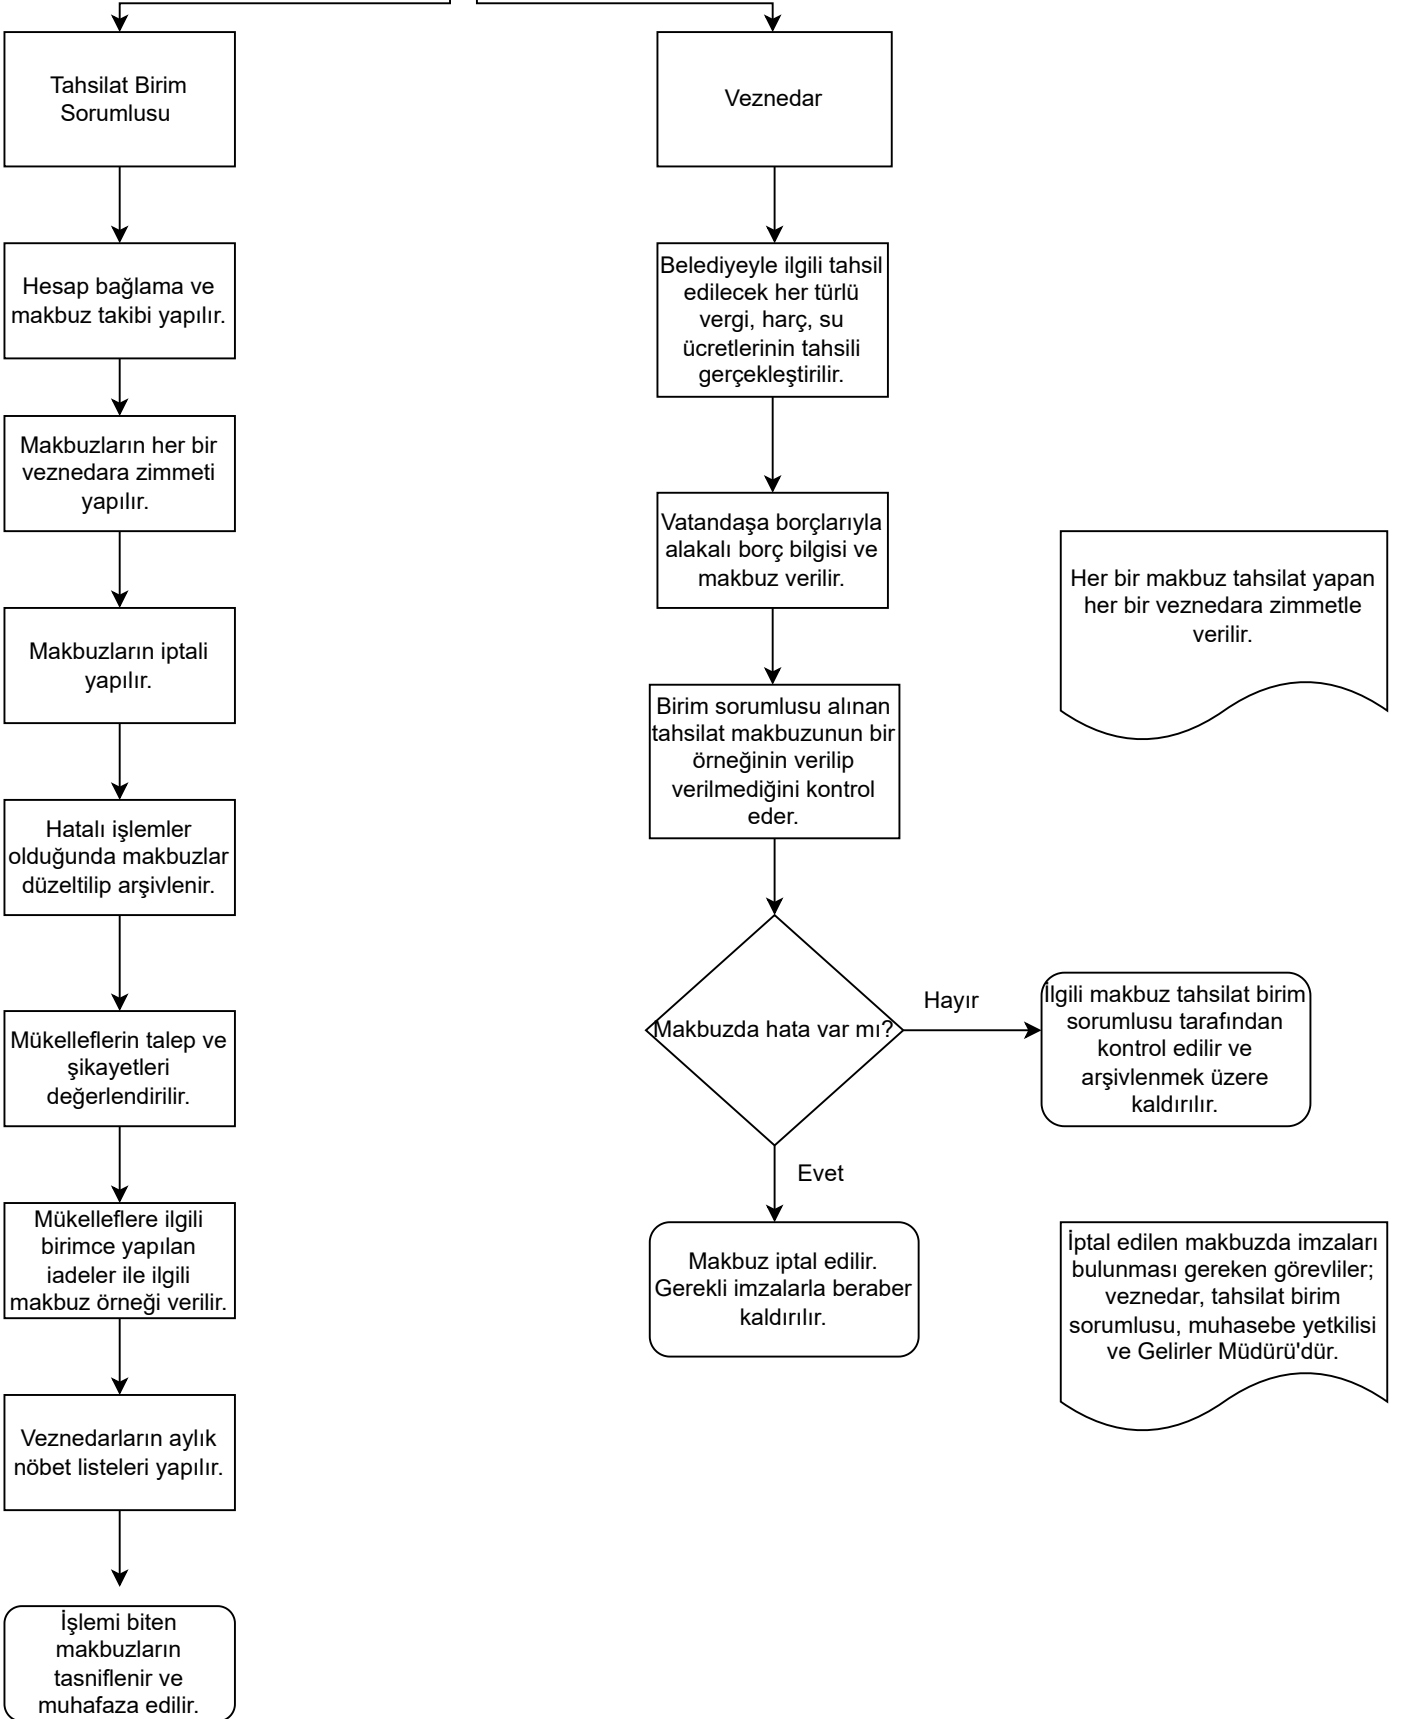 Tahsilat Birim
Sorumlusu
Hesap bağlama ve
makbuz takibi yapılır.
Makbuzların her bir
veznedara zimmeti
yapılır.
Makbuzların iptali
yapılır.
Hatalı işlemler
olduğunda makbuzlar
düzeltilip arşivlenir.
Mükelleflerin talep ve
şikayetleri
değerlendirilir.
Mükelleflere ilgili
birimce yapılan
iadeler ile ilgili
makbuz örneği verilir.
Veznedarların aylık
nöbet listeleri yapılır.
İşlemi biten
makbuzların
tasniflenir ve
muhafaza edilir.
Veznedar
Belediyeyle ilgili tahsil
edilecek her türlü
vergi, harç, su
ücretlerinin tahsili
gerçekleştirilir.
Vatandaşa borçlarıyla
alakalı borç bilgisi ve
makbuz verilir.
Birim sorumlusu alınan
tahsilat makbuzunun bir
örneğinin verilip
verilmediğini kontrol
eder.
Makbuzda hata var mı?
Hayır
İlgili makbuz tahsilat birim
sorumlusu tarafından
kontrol edilir ve
arşivlenmek üzere
kaldırılır.
Evet
Makbuz iptal edilir.
Gerekli imzalarla beraber
kaldırılır.
Her bir makbuz tahsilat yapan
her bir veznedara zimmetle
verilir.
İptal edilen makbuzda imzaları
bulunması gereken görevliler;
veznedar, tahsilat birim
sorumlusu, muhasebe yetkilisi
ve Gelirler Müdürü'dür.